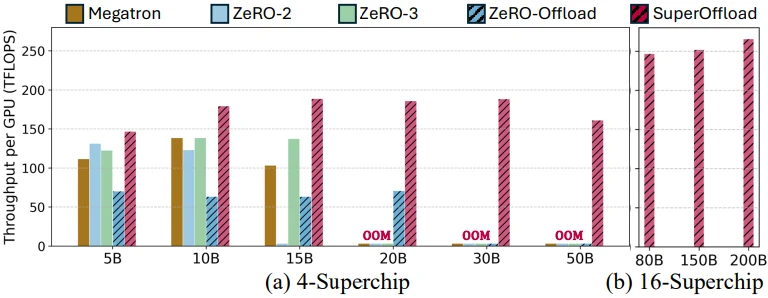 Megatron ZeRO-2 ZeRO-3 ZeRO-Offload SuperOffload
Throughput per GPU (TFLOPS)
250
200
150
100
50
0
OOM OOM OOM
5B 10B 15B 20B 30B 50B 80B 150B 200B
(a) 4-Superchip (b) 16-Superchip